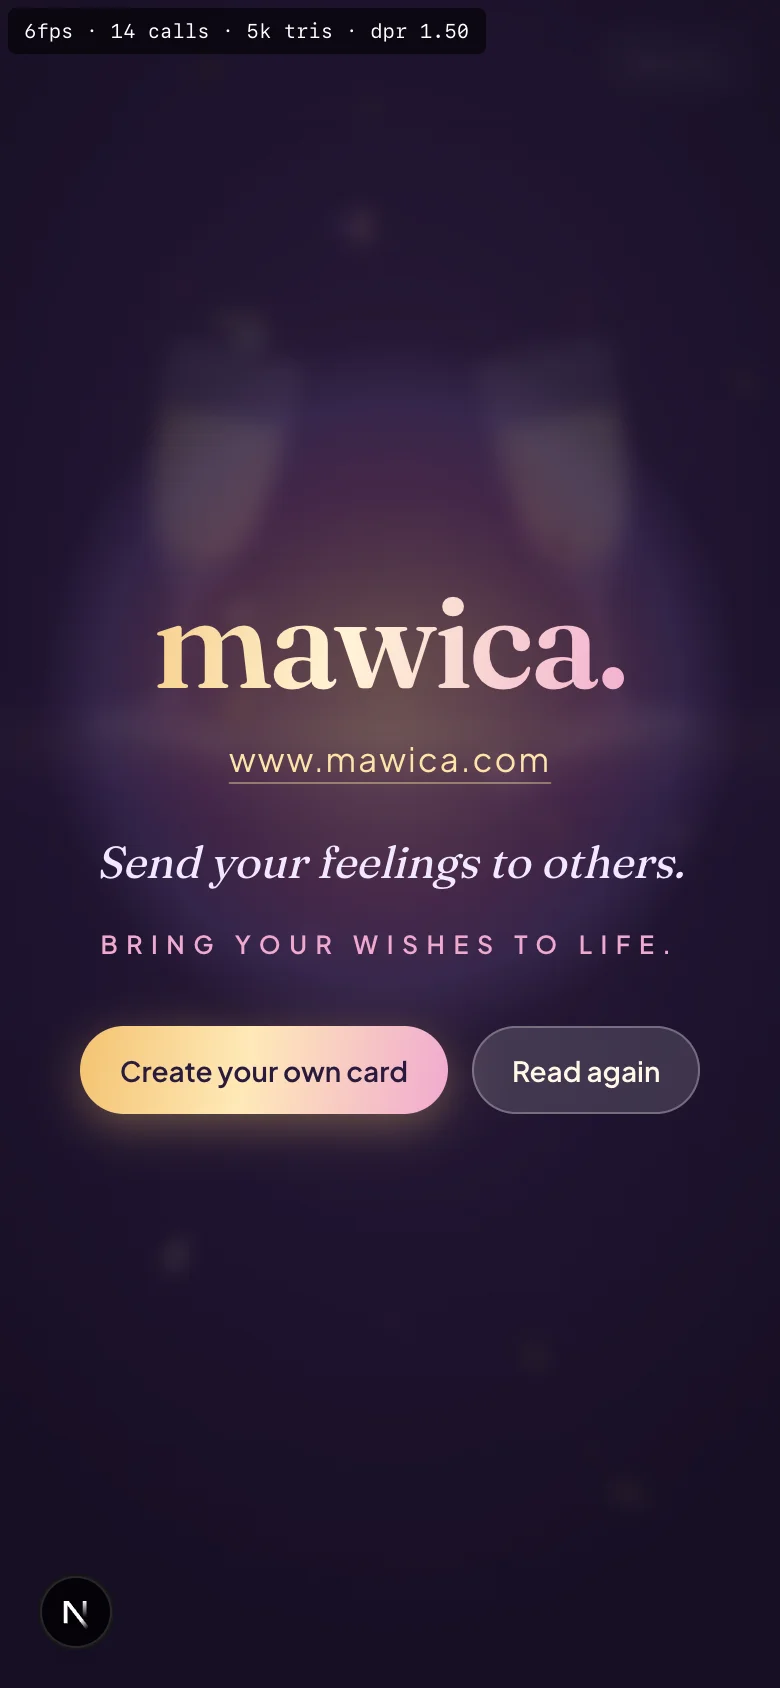 6fps · 14 calls · 5k tris · dpr 1.50
mawica.
www.mawica.com
Send your feelings to others.
BRING YOUR WISHES TO LIFE.
Create your own card
Read again
N